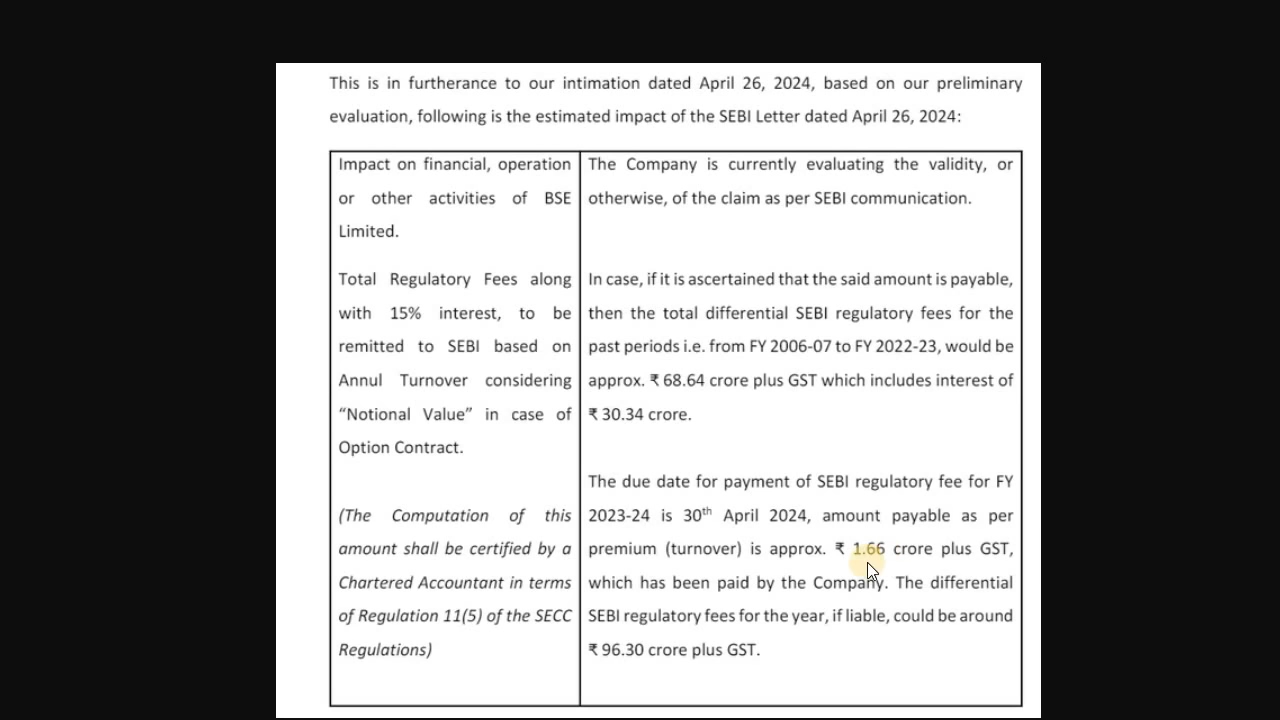 This is in furtherance to our intimation dated April 26, 2024, based on our preliminary
evaluation, following is the estimated impact of the SEBI Letter dated April 26, 2024:
Impact on financial, operation
or other activities of BSE
Limited.
The Company is currently evaluating the validity, or
otherwise, of the claim as per SEBI communication.
Total Regulatory Fees along
with 15% interest, to be
remitted to SEBI based on
Annul Turnover considering
“Notional Value” in case of
Option Contract.
In case, if it is ascertained that the said amount is payable,
then the total differential SEBI regulatory fees for the
past periods i.e. from FY 2006-07 to FY 2022-23, would be
approx. ₹ 68.64 crore plus GST which includes interest of
₹ 30.34 crore.
(The Computation of this
amount shall be certified by a
Chartered Accountant in terms
of Regulation 11(5) of the SECC
Regulations)
The due date for payment of SEBI regulatory fee for FY
2023-24 is 30th April 2024, amount payable as per
premium (turnover) is approx. ₹ 1.66 crore plus GST,
which has been paid by the Company. The differential
SEBI regulatory fees for the year, if liable, could be around
₹ 96.30 crore plus GST.